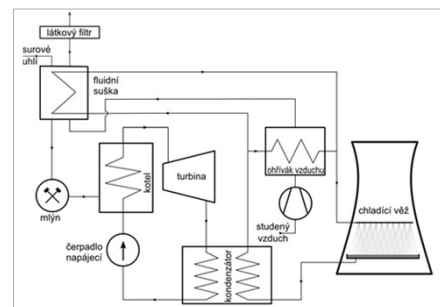 látkový filtr
surové
uhlí
fluidní
suška
mlýn
kotel
turbina
ohřívák vzduchu
chladící věž
studený
vzduch
čerpadlo
napájecí
kondenzátor